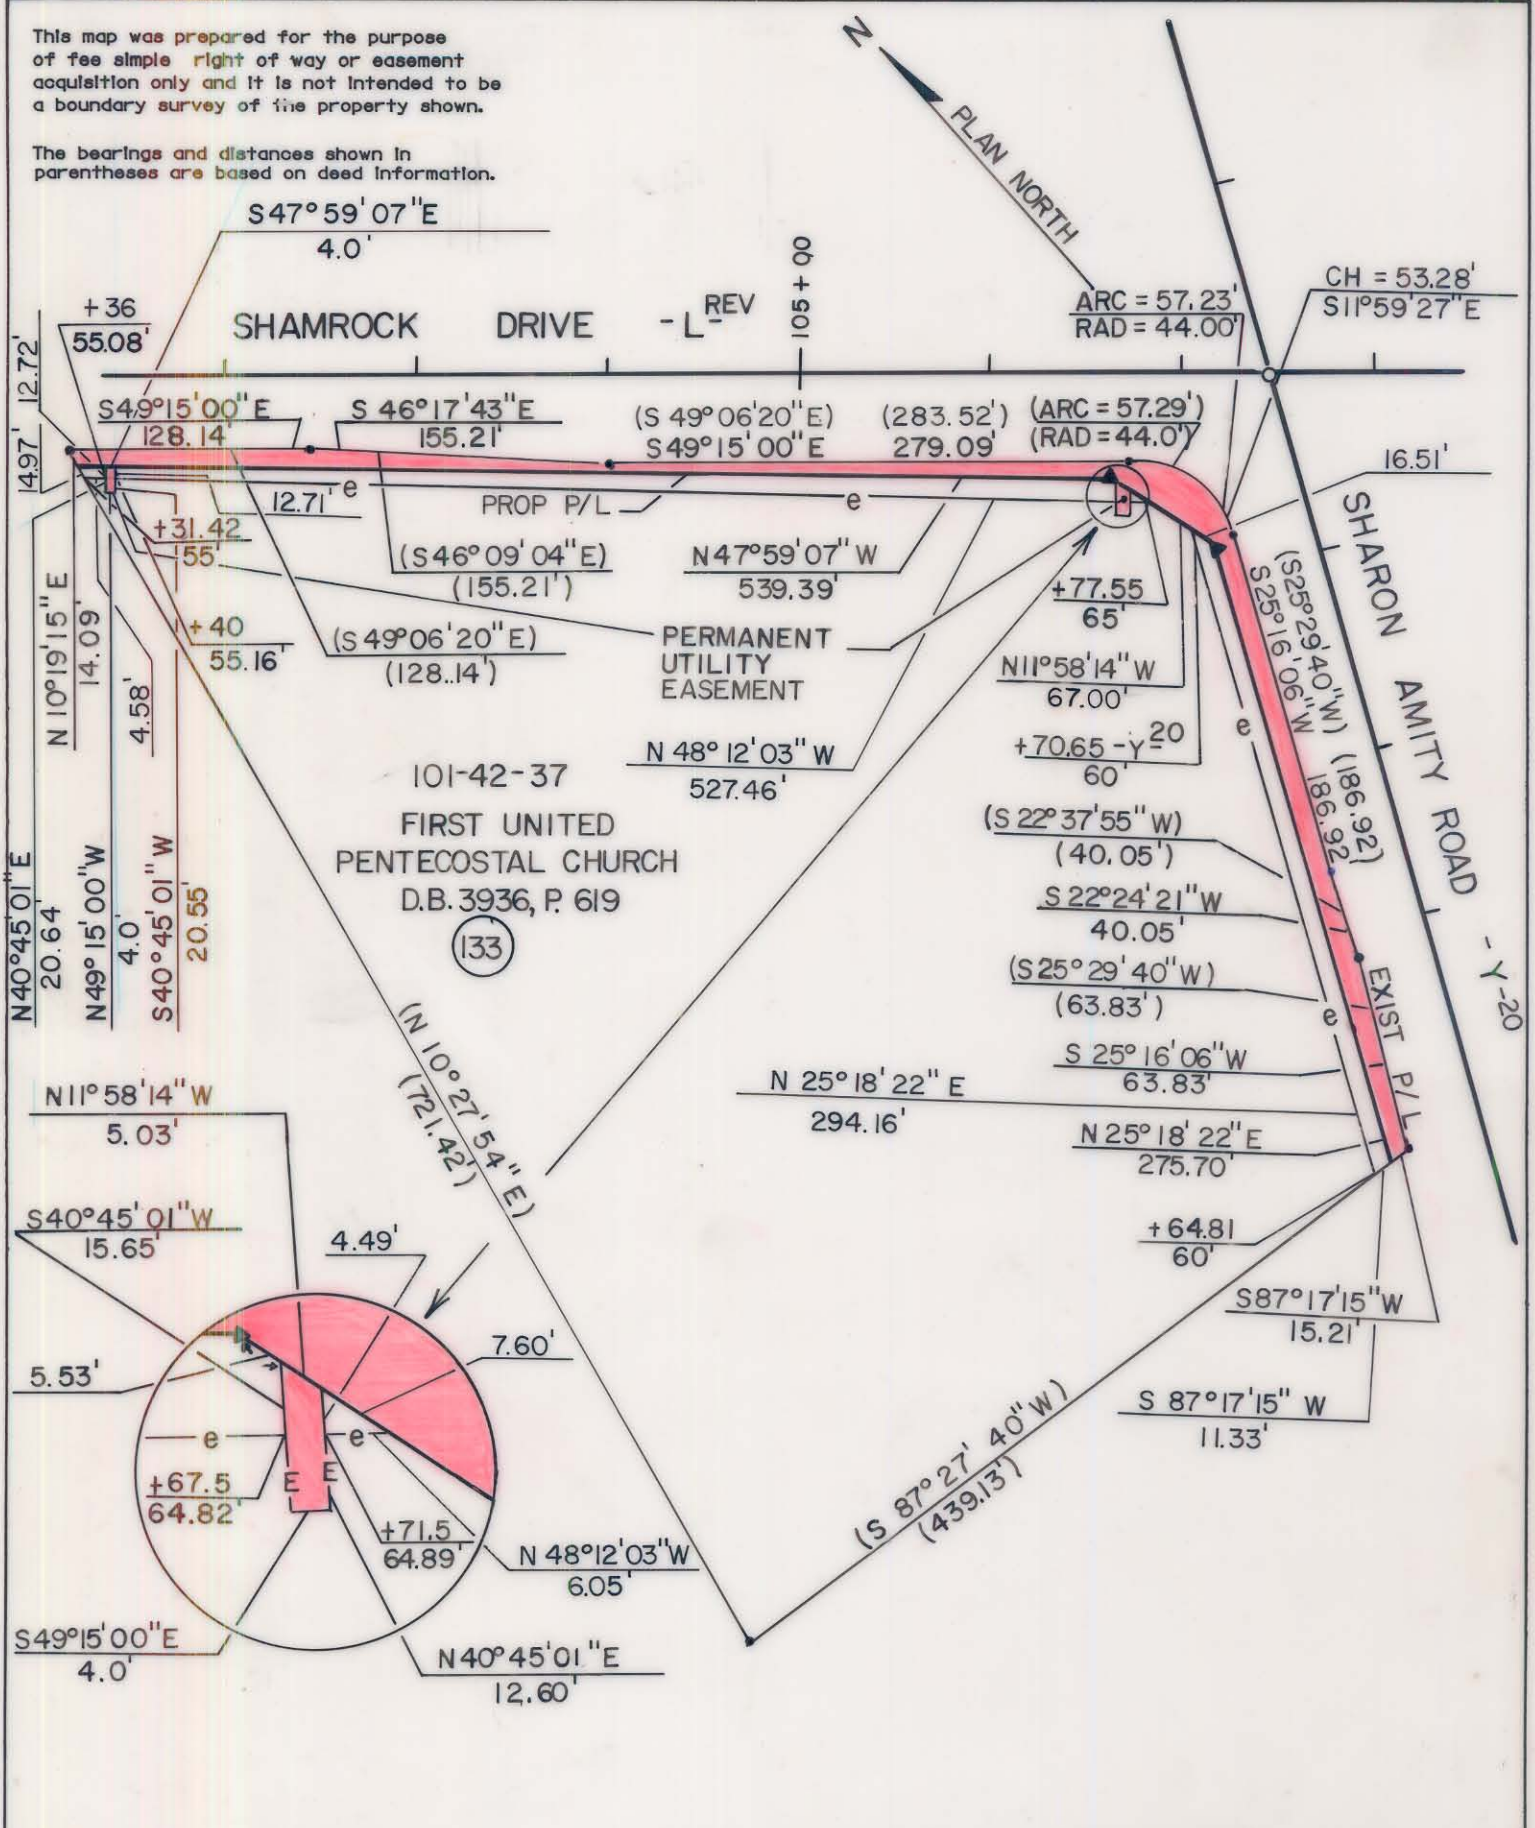 This map was prepared for the purpose
of fee simple right of way or easement
acquisition only and it is not intended to be
a boundary survey of the property shown.
The bearings and distances shown in
parentheses are based on deed information.
N
PLAN NORTH
S47°59'07"E
4.0'
+36
55.08'
SHAMROCK DRIVE -L- REV
105+00
ARC = 57.23'
RAD = 44.00'
CH = 53.28'
S11°59'27"E
12.72'
14.97'
S49°15'00"E
128.14'
S 46°17'43"E
155.21'
(S 49°06'20"E) (283.52')
S49°15'00"E 279.09'
(ARC = 57.29')
(RAD = 44.0')
16.51'
e
12.71'
PROP P/L
e
+31.42
55'
(S46°09'04"E)
(155.21')
N47°59'07"W
539.39'
+77.55
65'
SHARON AMITY ROAD -Y-20
(S25°29'40"W) (186.92)
S25°16'06"W 186.92'
N 10°19'15"E
14.09'
4.58'
+40
55.16'
(S 49°06'20"E)
(128.14')
PERMANENT
UTILITY
EASEMENT
N11°58'14"W
67.00'
e
N 48°12'03"W
527.46'
+70.65-Y-20
60'
101-42-37
FIRST UNITED
PENTECOSTAL CHURCH
D.B. 3936, P. 619
133
(S 22°37'55"W)
(40.05')
S 22°24'21"W
40.05'
N40°45'01"E
20.64'
N49°15'00"W
4.0'
S40°45'01"W
20.55'
(S25°29'40"W)
(63.83')
e
EXIST P/L
(N 10°27'54"E)
(721.42')
S 25°16'06"W
63.83'
N 25°18'22"E
294.16'
N 25°18'22"E
275.70'
N11°58'14"W
5.03'
S40°45'01"W
15.65'
4.49'
+64.81
60'
S87°17'15"W
15.21'
7.60'
5.53'
S 87°17'15" W
11.33'
e
e
E E
+67.5
64.82'
+71.5
64.89'
N 48°12'03"W
6.05'
(S 87°27'40"W)
(439.13')
S49°15'00"E
4.0'
N40°45'01"E
12.60'